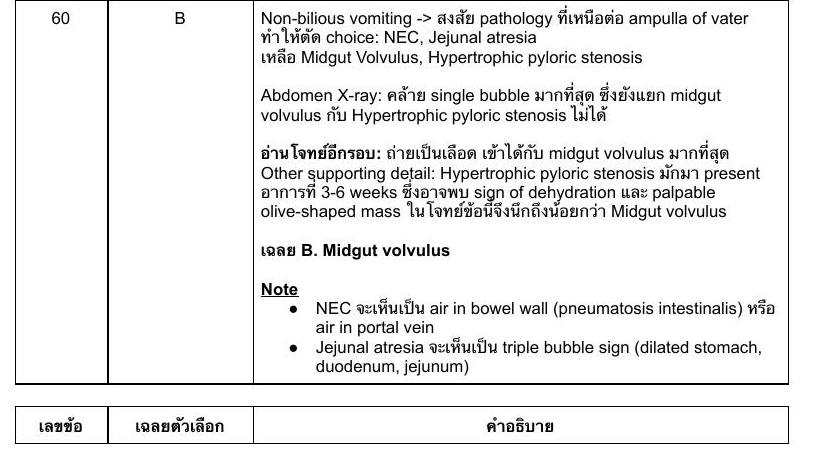 60
B
Non-bilious vomiting -> สงสัย pathology ที่เหนือต่อ ampulla of vater
ทำให้ตัด choice: NEC, Jejunal atresia
เหลือ Midgut Volvulus, Hypertrophic pyloric stenosis
Abdomen X-ray: คล้าย single bubble มากที่สุด ซึ่งยังแยก midgut
volvulus กับ Hypertrophic pyloric stenosis ไม่ได้
อ่านโจทย์อีกรอบ: ถ่ายเป็นเลือด เข้าได้กับ midgut volvulus มากที่สุด
Other supporting detail: Hypertrophic pyloric stenosis มักมา present
อาการที่ 3-6 weeks ซึ่งอาจพบ sign of dehydration และ palpable
olive-shaped mass ในโจทย์ข้อนี้จึงนึกถึงน้อยกว่า Midgut volvulus
เฉลย B. Midgut volvulus
Note
● NEC จะเห็นเป็น air in bowel wall (pneumatosis intestinalis) หรือ
air in portal vein
● Jejunal atresia จะเห็นเป็น triple bubble sign (dilated stomach,
duodenum, jejunum)
เลขข้อ
เฉลยตัวเลือก
คำอธิบาย